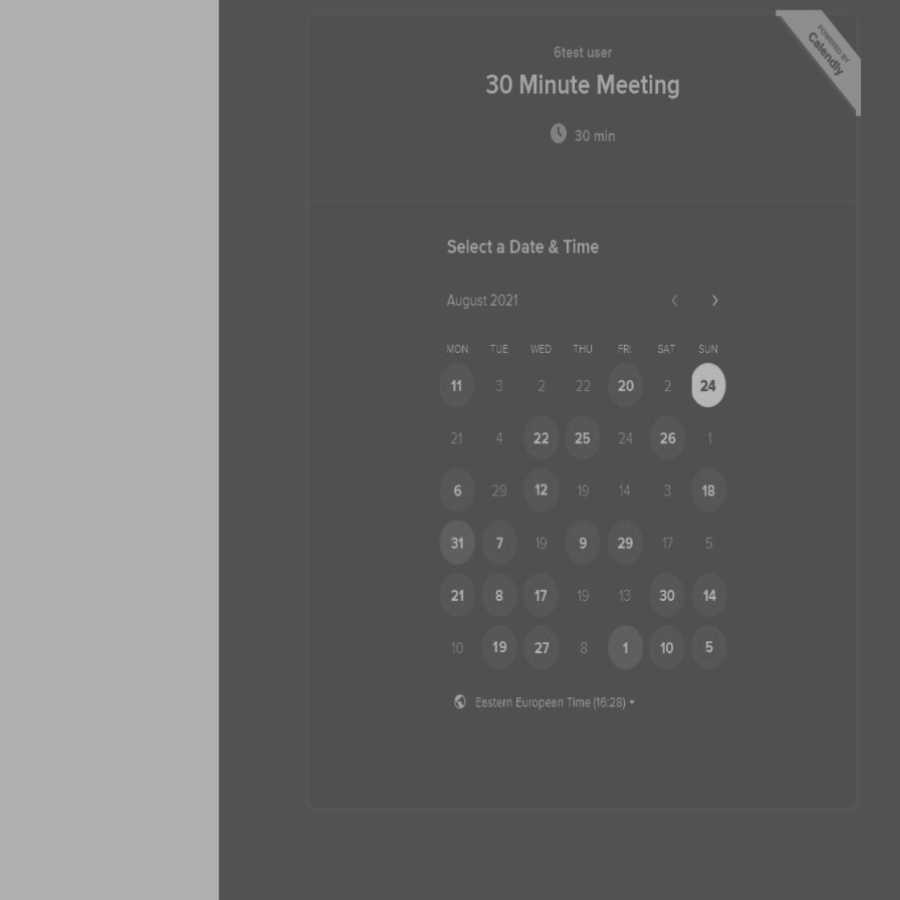 POWERED BY
Calendly
6test user
30 Minute Meeting
30 min
Select a Date & Time
August 2021
MON TUE WED THU FRI SAT SUN
11 3 2 22 20 2 24
21 4 22 25 24 26 1
6 29 12 19 14 3 18
31 7 19 9 29 17 5
21 8 17 19 13 30 14
10 19 27 8 1 10 5
Eastern European Time (16:28)